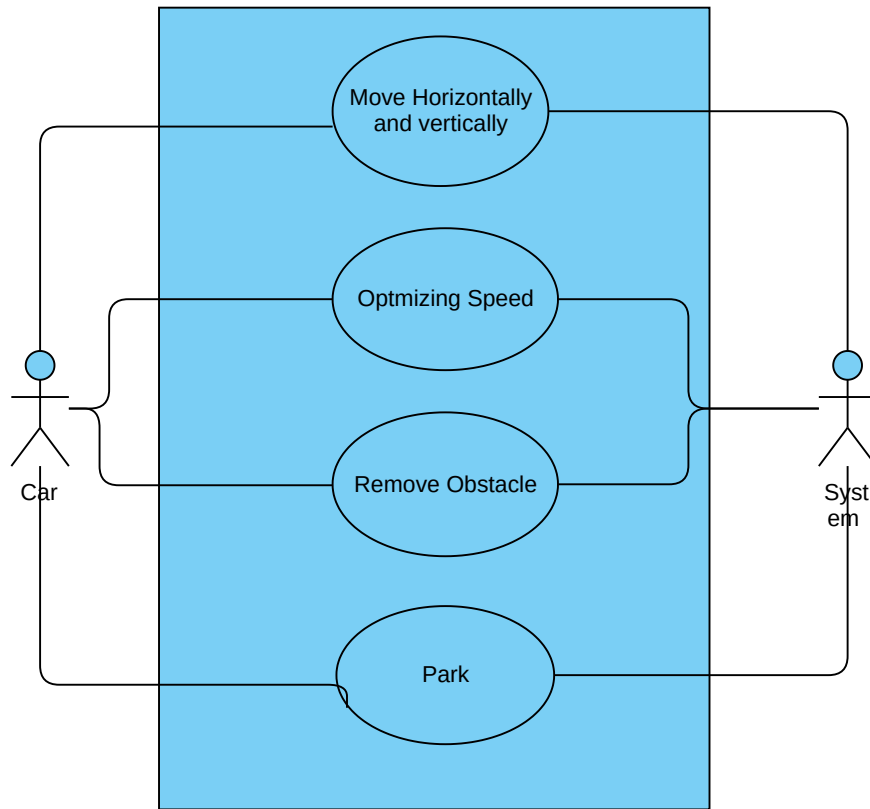 Move Horizontally
and vertically
Optmizing Speed
Remove Obstacle
Car
Syst
em
Park